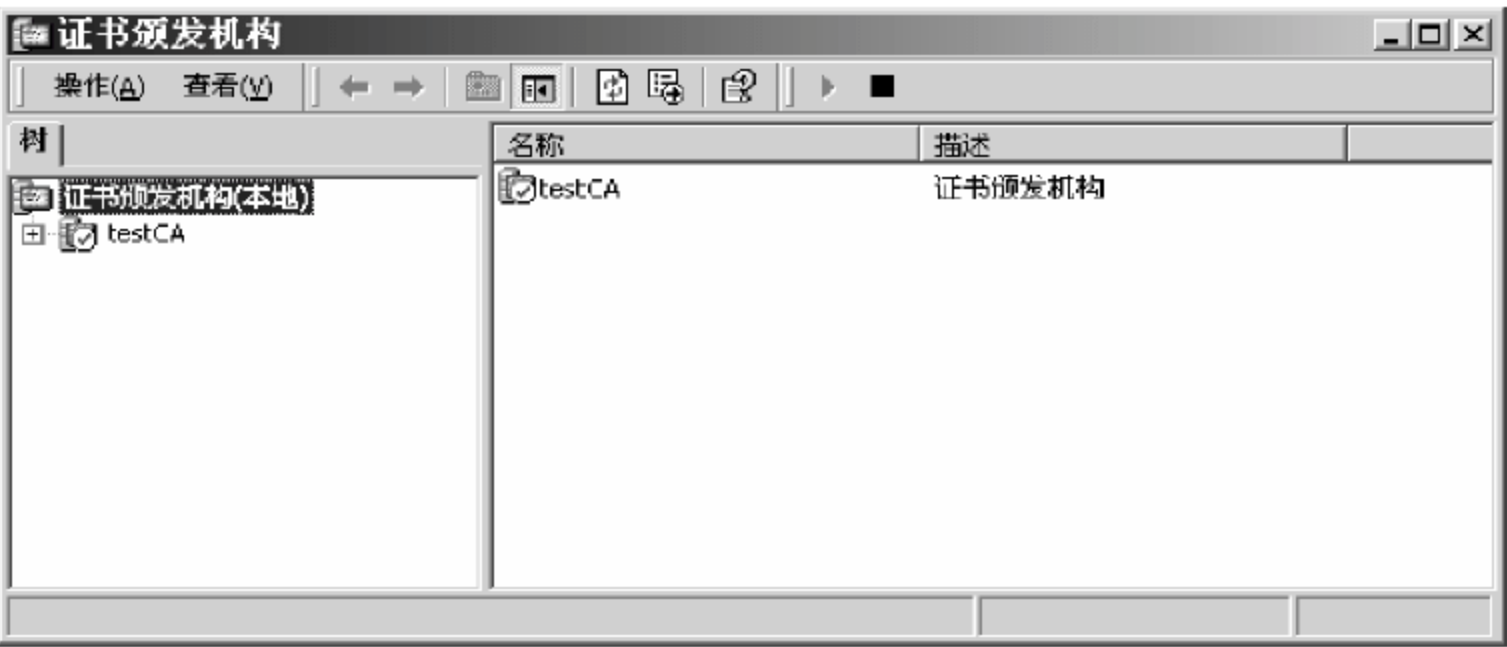 证书颁发机构
操作(A) 查看(V)
树
名称 描述
证书颁发机构(本地)
testCA 证书颁发机构
testCA